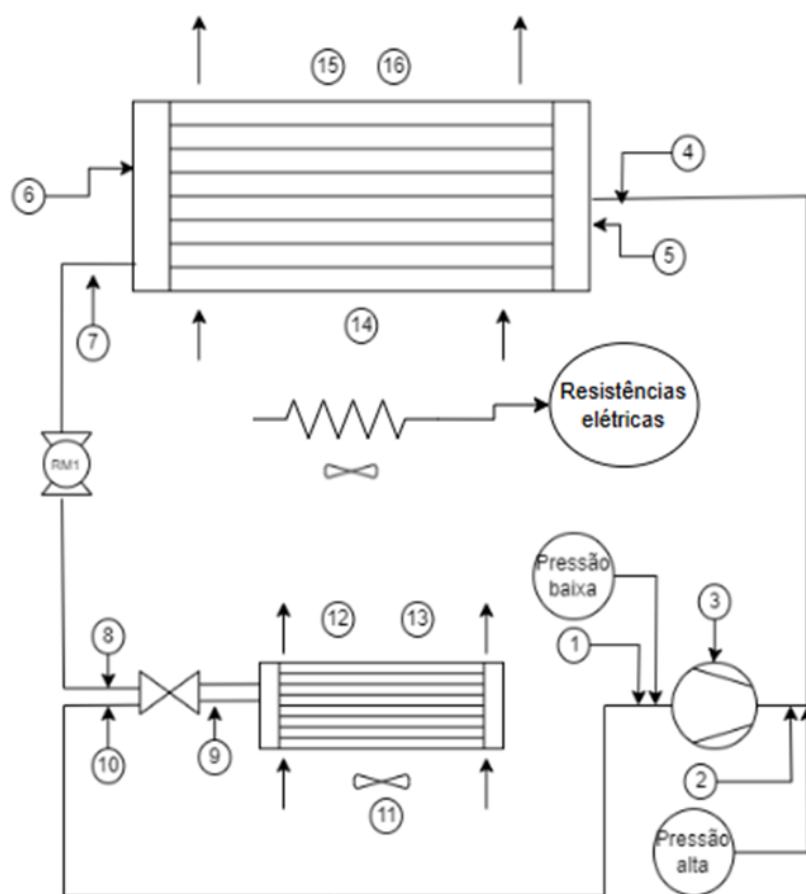 15
16
4
6
5
14
7
Resistências
elétricas
RM1
Pressão
baixa
3
12
13
1
8
10
9
11
2
Pressão
alta